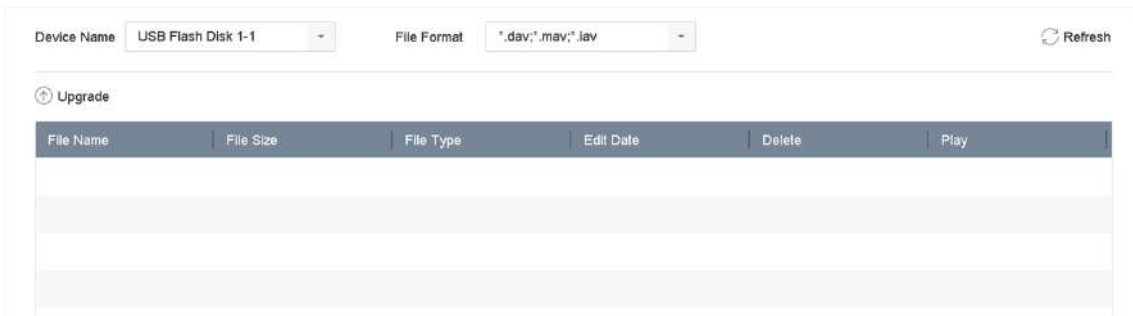 Device Name USB Flash Disk 1-1 File Format *.dav;*.mav;*.iav Refresh
Upgrade
File Name File Size File Type Edit Date Delete Play